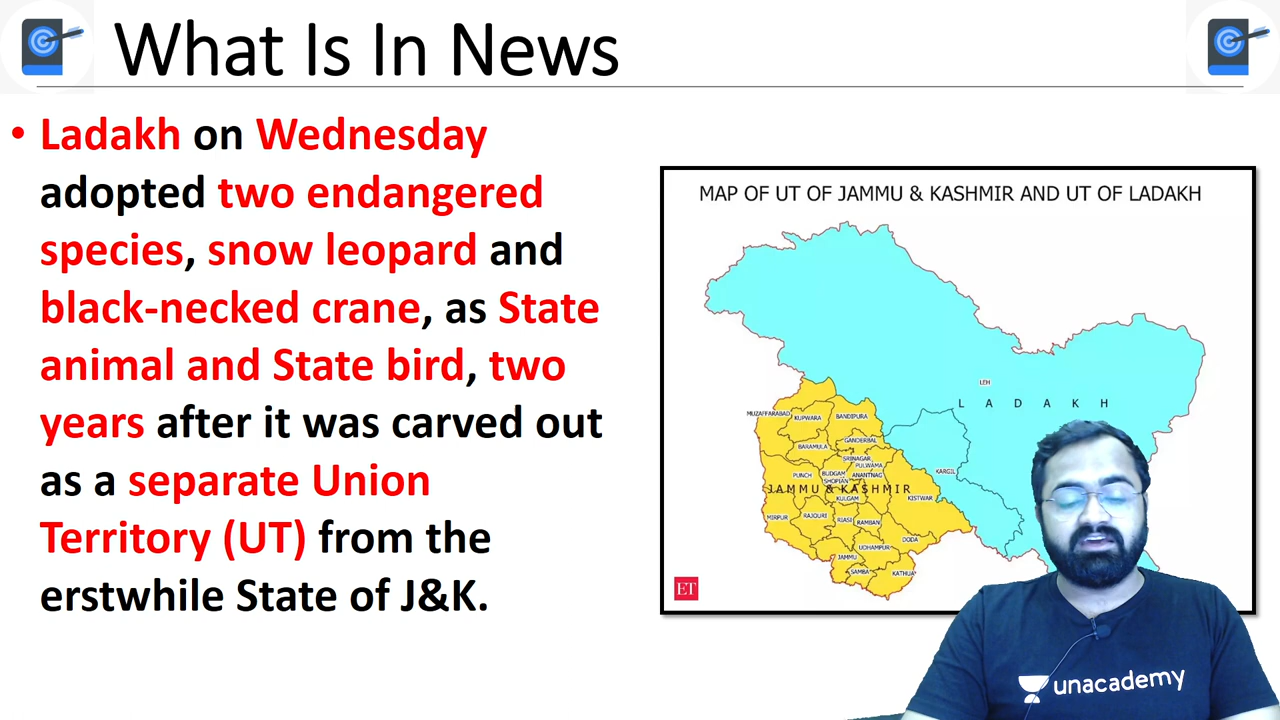 What Is In News
• Ladakh on Wednesday
adopted two endangered
species, snow leopard and
black-necked crane, as State
animal and State bird, two
years after it was carved out
as a separate Union
Territory (UT) from the
erstwhile State of J&K.
MAP OF UT OF JAMMU & KASHMIR AND UT OF LADAKH
LEH
LADAKH
MUZAFFARABAD
KUPWARA
BANDIPURA
GANDERBAL
BARAMULA
SRINAGAR
PULWAMA
BUDGAM
ANANTNAG
SHOPIAN
PUNCH
KARGIL
JAMMU & KASHMIR
KULGAM
KISTWAR
MIRPUR
RAJOURI
RIASI
RAMBAN
DODA
UDHAMPUR
JAMMU
SAMBA
KATHUA
ET
unacademy